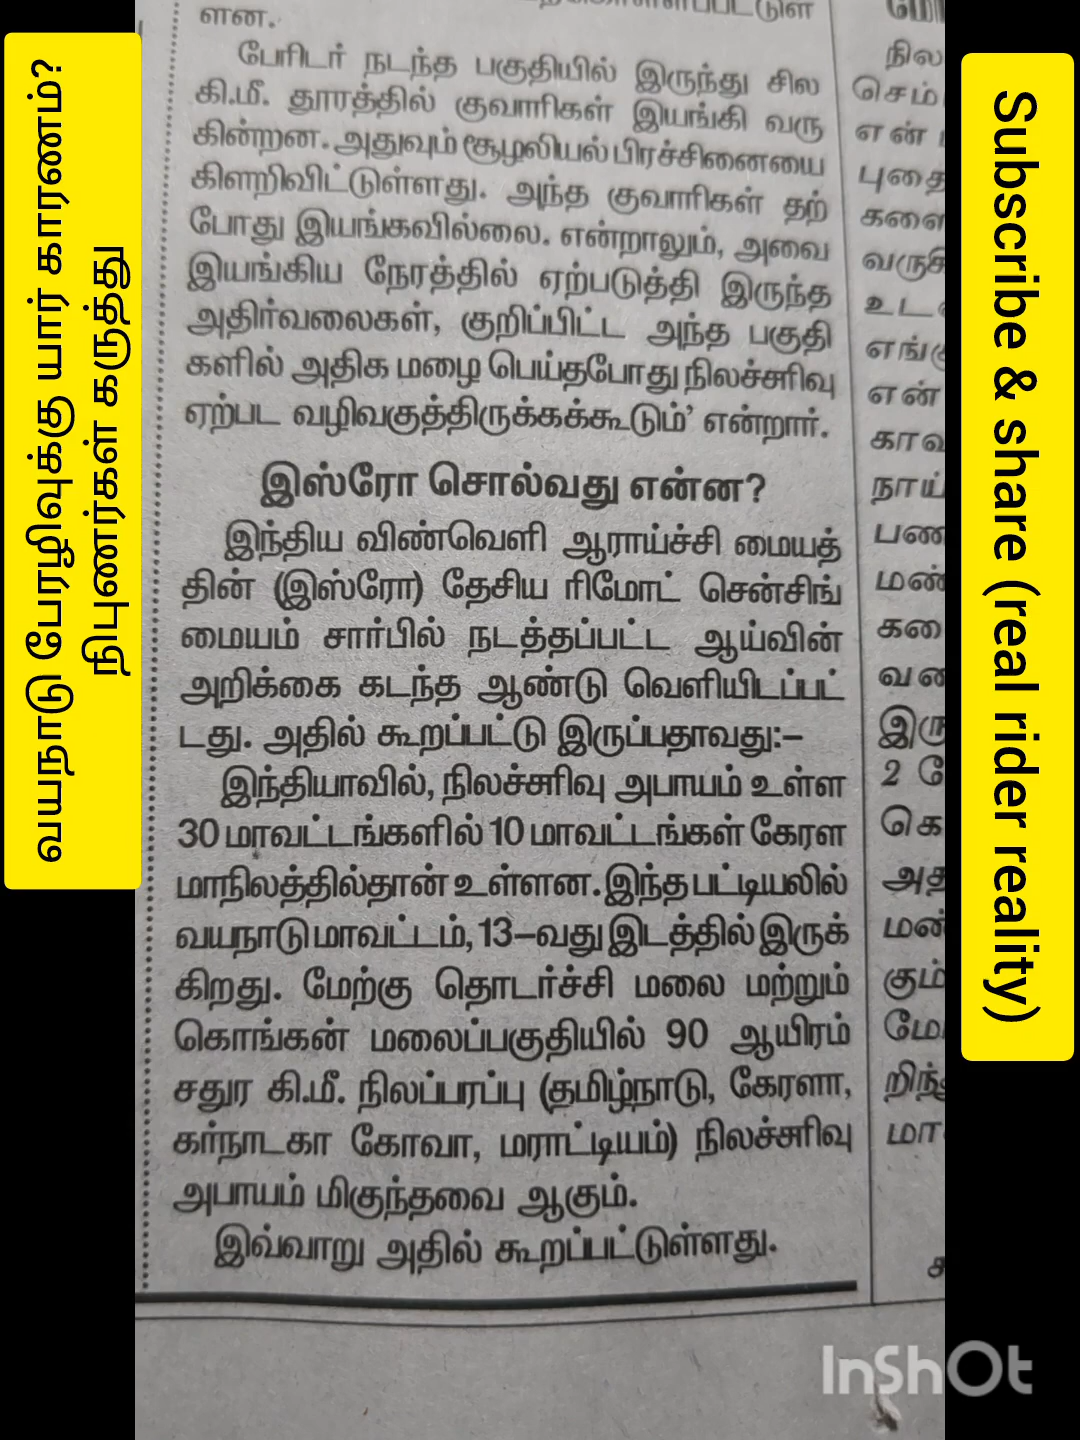 வயநாடு பேரழிவுக்கு யார் காரணம்?
நிபுணர்கள் கருத்து
ளன.
பேரிடர் நடந்த பகுதியில் இருந்து சில
கி.மீ. தூரத்தில் குவாரிகள் இயங்கி வரு
கின்றன. அதுவும் சூழலியல் பிரச்சினையை
கிளறிவிட்டுள்ளது. அந்த குவாரிகள் தற்
போது இயங்கவில்லை. என்றாலும், அவை
இயங்கிய நேரத்தில் ஏற்படுத்தி இருந்த
அதிர்வலைகள், குறிப்பிட்ட அந்த பகுதி
களில் அதிக மழை பெய்தபோது நிலச்சரிவு
ஏற்பட வழிவகுத்திருக்கக்கூடும்' என்றார்.
இஸ்ரோ சொல்வது என்ன?
இந்திய விண்வெளி ஆராய்ச்சி மையத்
தின் (இஸ்ரோ) தேசிய ரிமோட் சென்சிங்
மையம் சார்பில் நடத்தப்பட்ட ஆய்வின்
அறிக்கை கடந்த ஆண்டு வெளியிடப்பட்
டது. அதில் கூறப்பட்டு இருப்பதாவது:–
இந்தியாவில், நிலச்சரிவு அபாயம் உள்ள
30 மாவட்டங்களில் 10 மாவட்டங்கள் கேரள
மாநிலத்தில்தான் உள்ளன. இந்த பட்டியலில்
வயநாடு மாவட்டம், 13–வது இடத்தில் இருக்
கிறது. மேற்கு தொடர்ச்சி மலை மற்றும்
கொங்கன் மலைப்பகுதியில் 90 ஆயிரம்
சதுர கி.மீ. நிலப்பரப்பு (தமிழ்நாடு, கேரளா,
கர்நாடகா கோவா, மராட்டியம்) நிலச்சரிவு
அபாயம் மிகுந்தவை ஆகும்.
இவ்வாறு அதில் கூறப்பட்டுள்ளது.
Subscribe & share (real rider reality)
InShOt